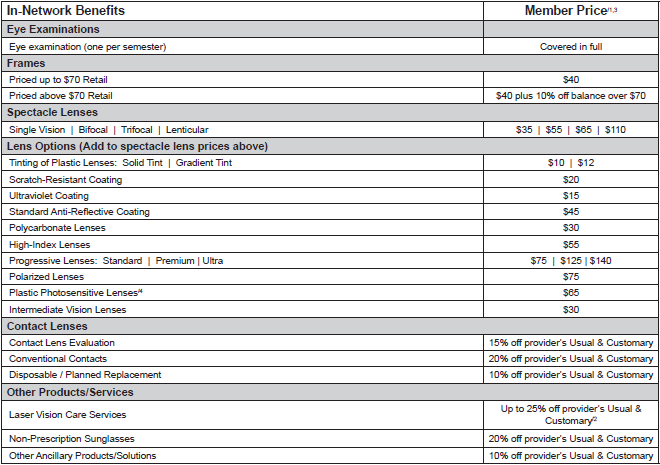 In-Network Benefits Member Price/1,3
Eye Examinations
Eye examination (one per semester) Covered in full
Frames
Priced up to $70 Retail $40
Priced above $70 Retail $40 plus 10% off balance over $70
Spectacle Lenses
Single Vision | Bifocal | Trifocal | Lenticular $35 | $55 | $65 | $110
Lens Options (Add to spectacle lens prices above)
Tinting of Plastic Lenses: Solid Tint | Gradient Tint $10 | $12
Scratch-Resistant Coating $20
Ultraviolet Coating $15
Standard Anti-Reflective Coating $45
Polycarbonate Lenses $30
High-Index Lenses $55
Progressive Lenses: Standard | Premium | Ultra $75 | $125 | $140
Polarized Lenses $75
Plastic Photosensitive Lenses/4 $65
Intermediate Vision Lenses $30
Contact Lenses
Contact Lens Evaluation 15% off provider's Usual & Customary
Conventional Contacts 20% off provider's Usual & Customary
Disposable / Planned Replacement 10% off provider's Usual & Customary
Other Products/Services
Laser Vision Care Services Up to 25% off provider's Usual &
Customary/2
Non-Prescription Sunglasses 20% off provider's Usual & Customary
Other Ancillary Products/Solutions 10% off provider's Usual & Customary